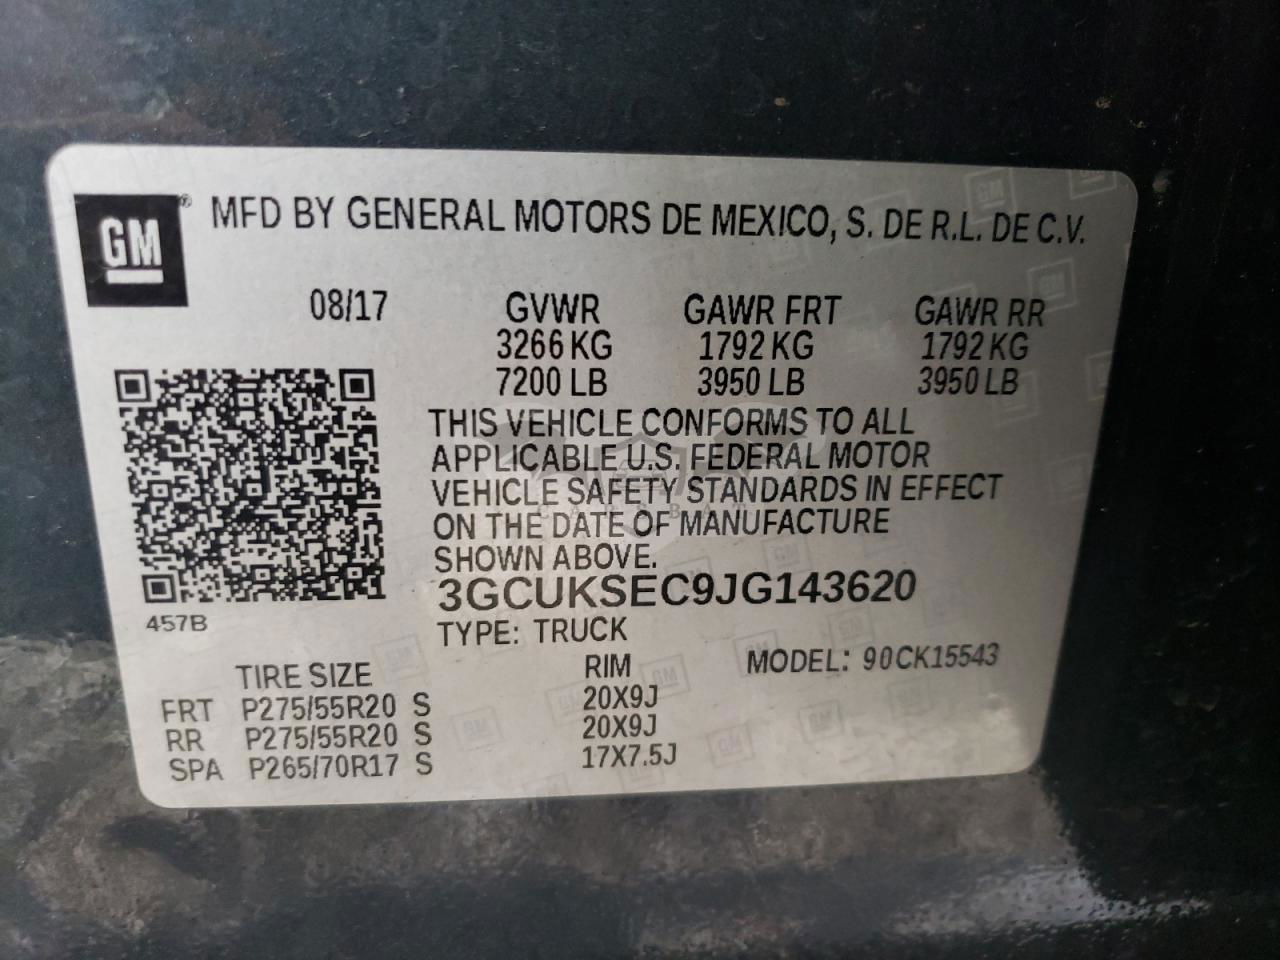 GM® MFD BY GENERAL MOTORS DE MEXICO, S. DE R.L. DE C.V.
08/17 GVWR GAWR FRT GAWR RR
3266 KG 1792 KG 1792 KG
7200 LB 3950 LB 3950 LB
THIS VEHICLE CONFORMS TO ALL
APPLICABLE U.S. FEDERAL MOTOR
VEHICLE SAFETY STANDARDS IN EFFECT
ON THE DATE OF MANUFACTURE
SHOWN ABOVE.
3GCUKSEC9JG143620
457B
TYPE: TRUCK
TIRE SIZE RIM MODEL: 90CK15543
FRT P275/55R20 S 20X9J
RR P275/55R20 S 20X9J
SPA P265/70R17 S 17X7.5J